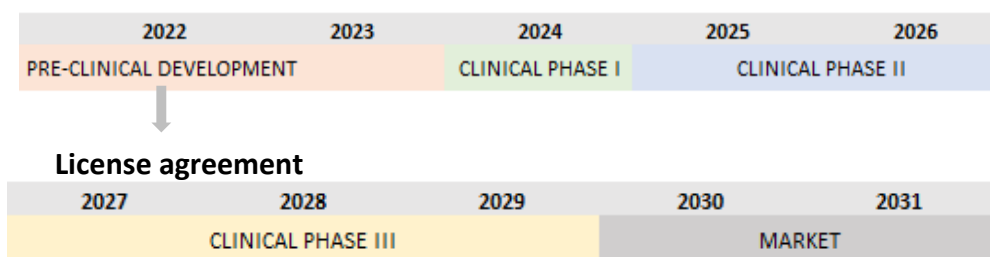 2022 2023 2024 2025 2026
PRE-CLINICAL DEVELOPMENT CLINICAL PHASE I CLINICAL PHASE II
License agreement
2027 2028 2029 2030 2031
CLINICAL PHASE III MARKET